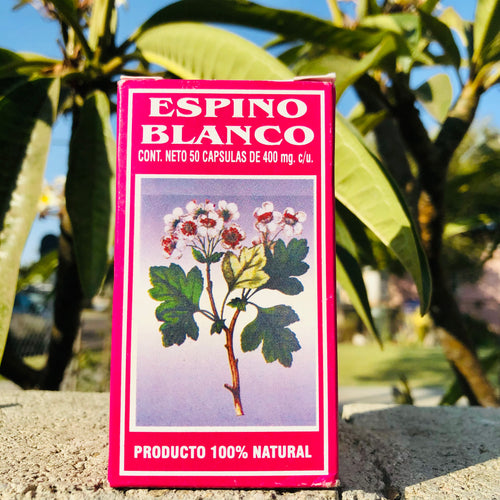 ESPINO
BLANCO
CONT. NETO 50 CAPSULAS DE 400 mg. c/u.
PRODUCTO 100% NATURAL